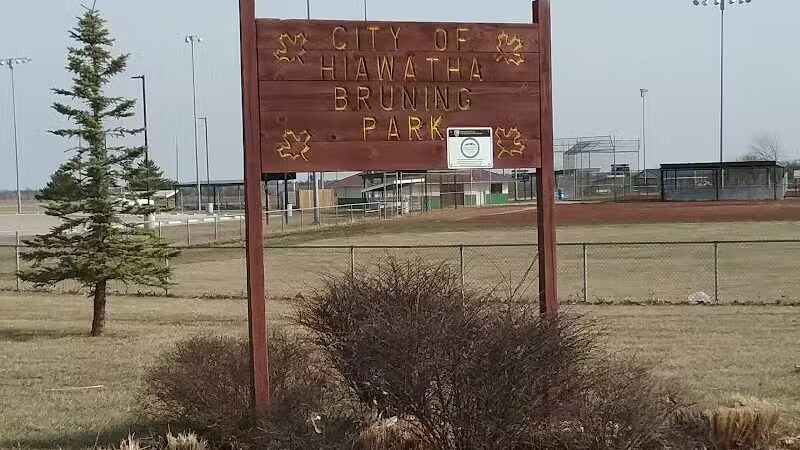 CITY OF
HIAWATHA
BRUNING
PARK